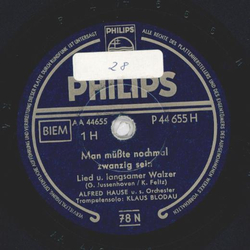 PHILIPS
28
PHILIPS
A A 44655
P 44 655 H
BIEM
1 H
Man müßte nochmal
zwanzig sein
Lied u. langsamer Walzer
(G. Jussenhoven / K. Feltz)
ALFRED HAUSE u. s. Orchester
Trompetensolo: KLAUS BLODAU
78 N